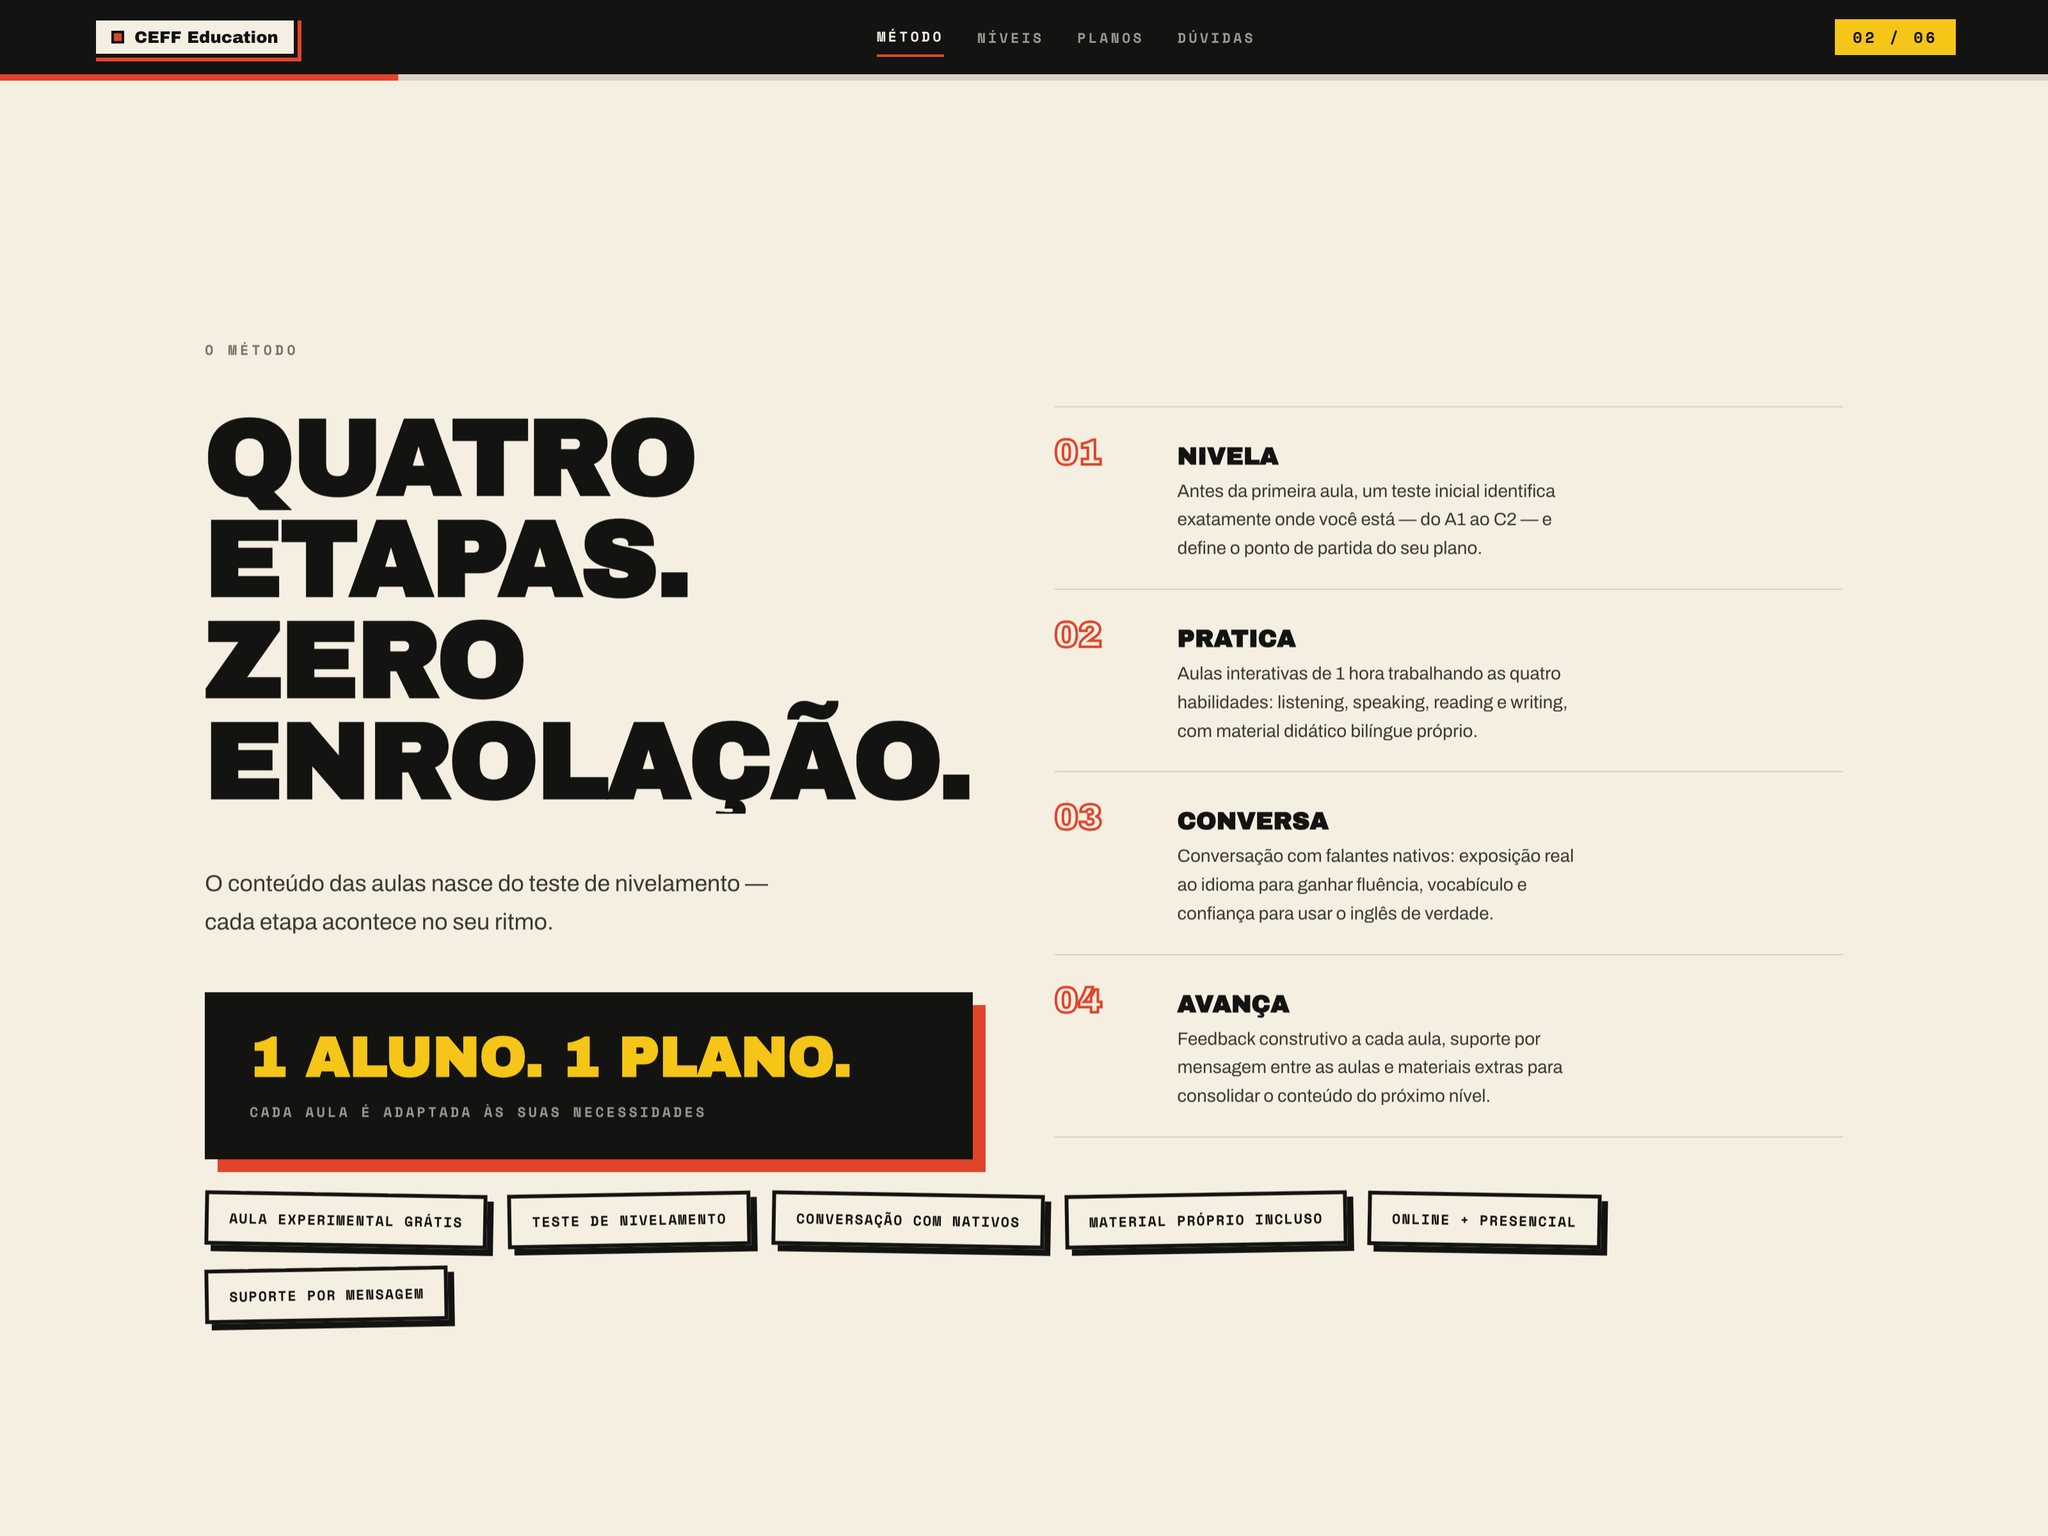 CEFF Education
MÉTODO
NÍVEIS
PLANOS
DÚVIDAS
02 / 06
O MÉTODO
QUATRO
ETAPAS.
ZERO
ENROLAÇÃO.
O conteúdo das aulas nasce do teste de nivelamento —
cada etapa acontece no seu ritmo.
1 ALUNO. 1 PLANO.
CADA AULA É ADAPTADA ÀS SUAS NECESSIDADES
01
NIVELA
Antes da primeira aula, um teste inicial identifica
exatamente onde você está — do A1 ao C2 — e
define o ponto de partida do seu plano.
02
PRATICA
Aulas interativas de 1 hora trabalhando as quatro
habilidades: listening, speaking, reading e writing,
com material didático bilíngue próprio.
03
CONVERSA
Conversação com falantes nativos: exposição real
ao idioma para ganhar fluência, vocabículo e
confiança para usar o inglês de verdade.
04
AVANÇA
Feedback construtivo a cada aula, suporte por
mensagem entre as aulas e materiais extras para
consolidar o conteúdo do próximo nível.
AULA EXPERIMENTAL GRÁTIS
TESTE DE NIVELAMENTO
CONVERSAÇÃO COM NATIVOS
MATERIAL PRÓPRIO INCLUSO
ONLINE + PRESENCIAL
SUPORTE POR MENSAGEM